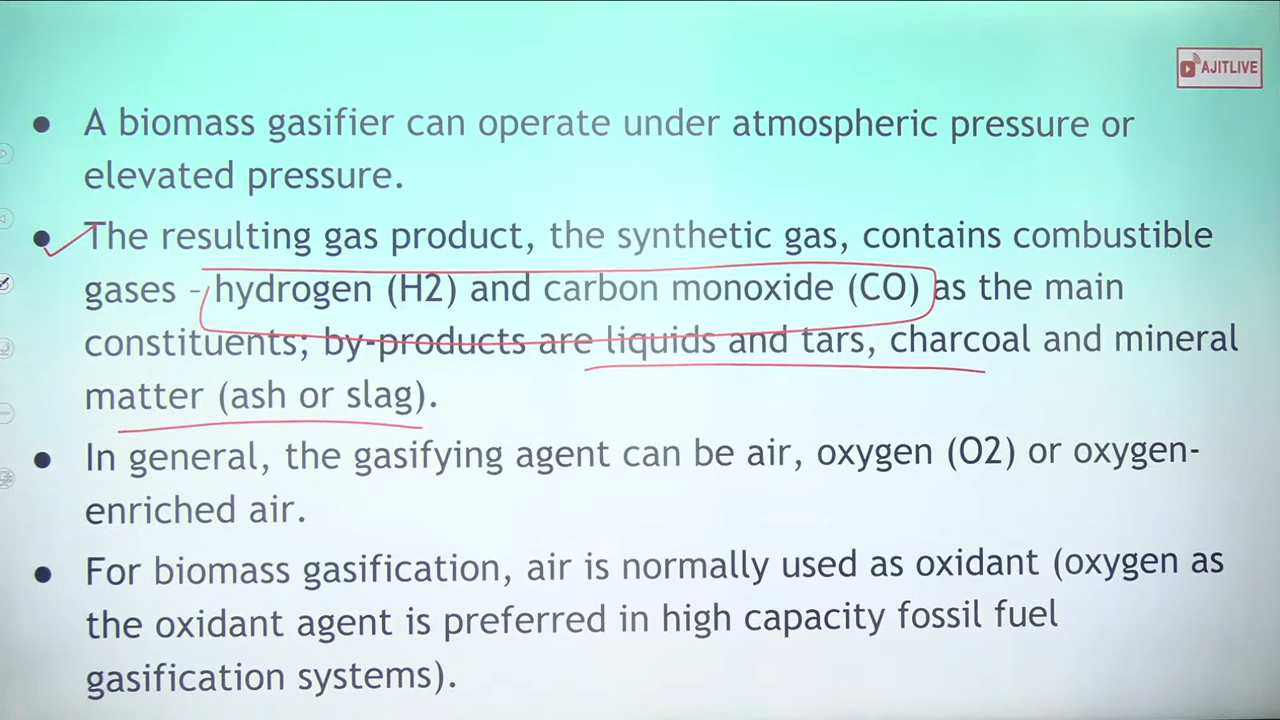 AJITLIVE
● A biomass gasifier can operate under atmospheric pressure or
elevated pressure.
● The resulting gas product, the synthetic gas, contains combustible
gases - hydrogen (H2) and carbon monoxide (CO) as the main
constituents; by-products are liquids and tars, charcoal and mineral
matter (ash or slag).
● In general, the gasifying agent can be air, oxygen (O2) or oxygen-
enriched air.
● For biomass gasification, air is normally used as oxidant (oxygen as
the oxidant agent is preferred in high capacity fossil fuel
gasification systems).